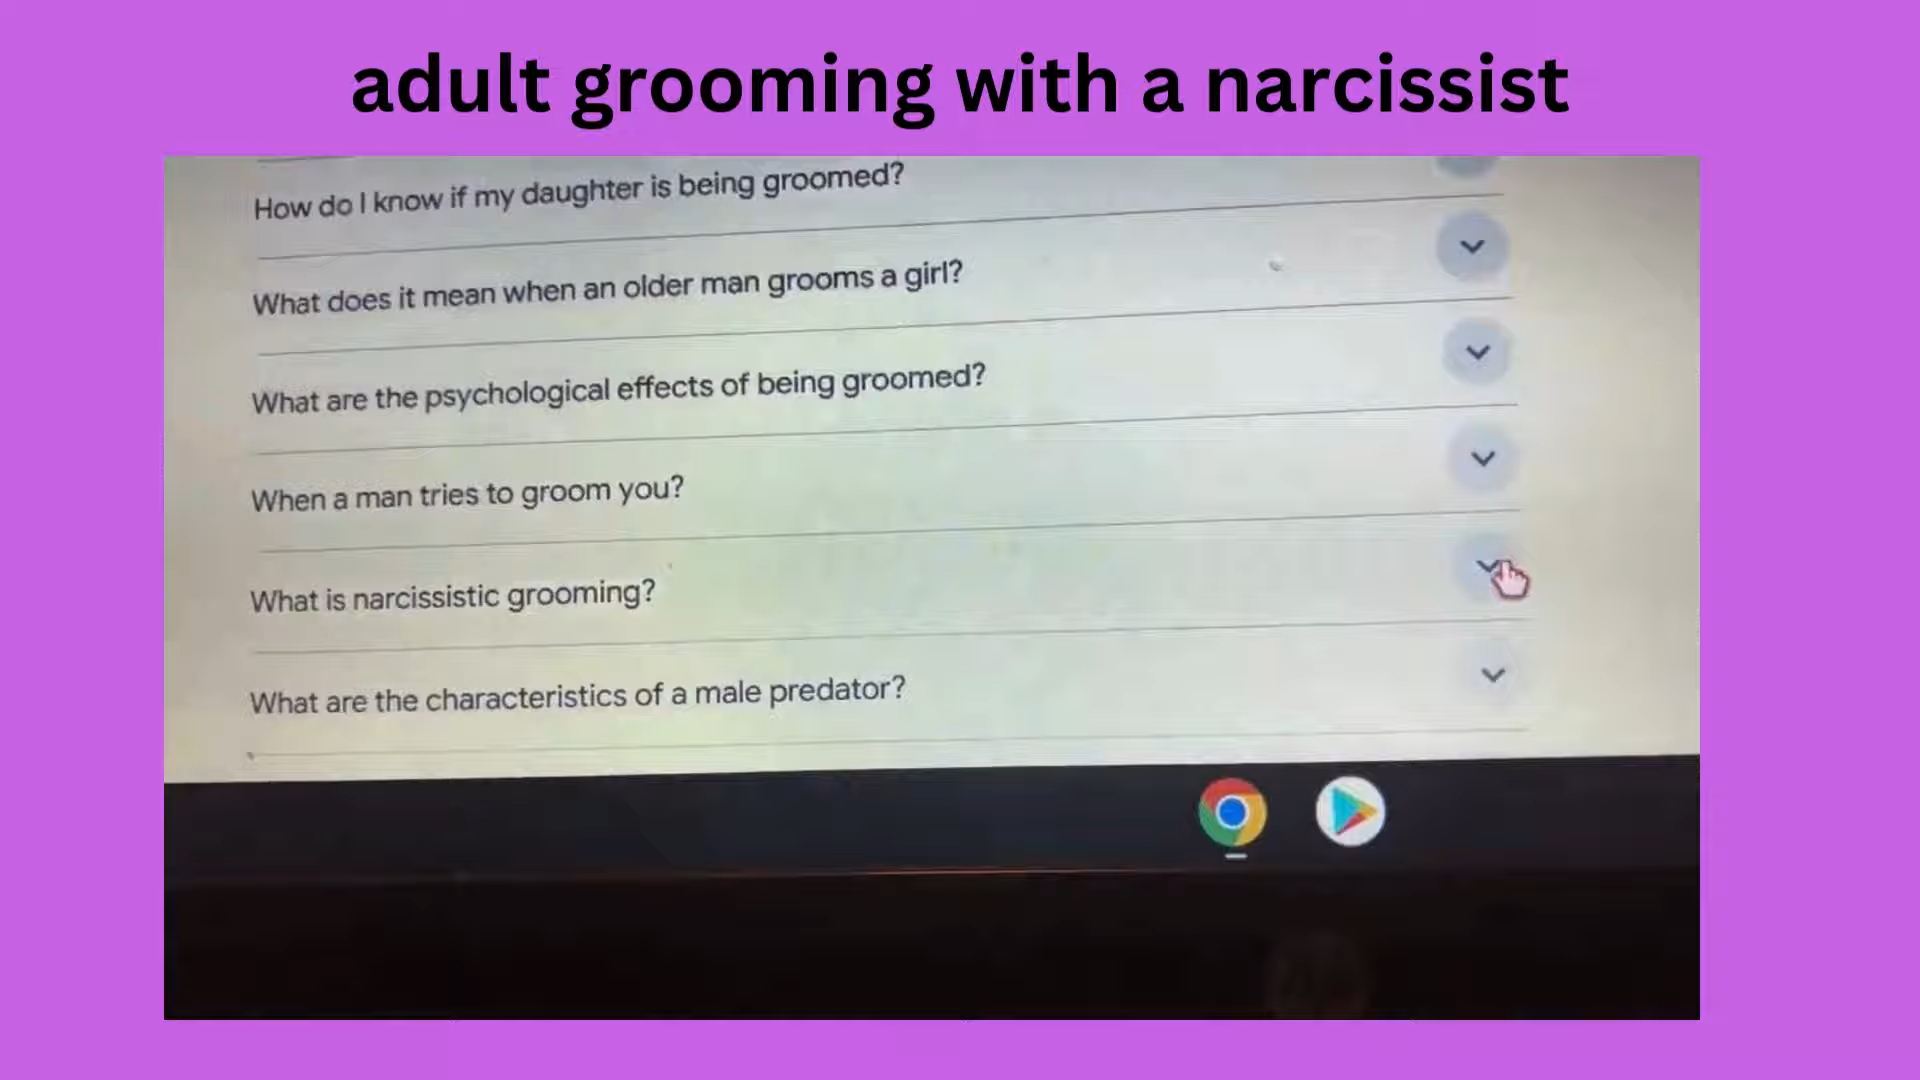 adult grooming with a narcissist
How do I know if my daughter is being groomed?
What does it mean when an older man grooms a girl?
What are the psychological effects of being groomed?
When a man tries to groom you?
What is narcissistic grooming?
What are the characteristics of a male predator?